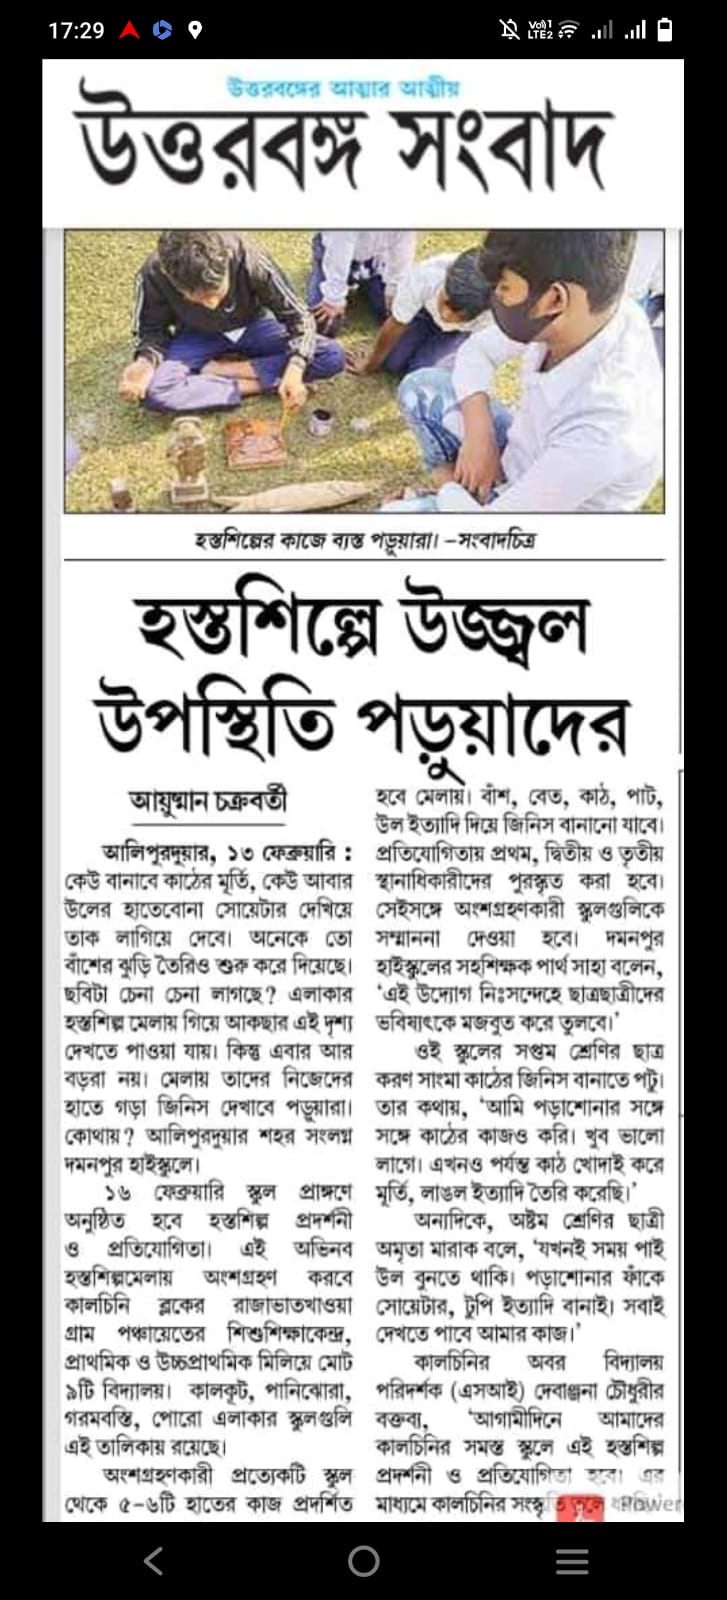 17:29
Vo))1
LTE2
উত্তরবঙ্গের আত্মার আত্মীয়
উত্তরবঙ্গ সংবাদ
হস্তশিল্পের কাজে ব্যস্ত পড়ুয়ারা। –সংবাদচিত্র
হস্তশিল্পে উজ্জ্বল
উপস্থিতি পড়ুয়াদের
আয়ুষ্মান চক্রবর্তী
আলিপুরদুয়ার, ১৩ ফেব্রুয়ারি :
কেউ বানাবে কাঠের মূর্তি, কেউ আবার
উলের হাতেবোনা সোয়েটার দেখিয়ে
তাক লাগিয়ে দেবে। অনেকে তো
বাঁশের ঝুড়ি তৈরিও শুরু করে দিয়েছে।
ছবিটা চেনা চেনা লাগছে? এলাকার
হস্তশিল্প মেলায় গিয়ে আকছার এই দৃশ্য
দেখতে পাওয়া যায়। কিন্তু এবার আর
বড়রা নয়। মেলায় তাদের নিজেদের
হাতে গড়া জিনিস দেখাবে পড়ুয়ারা।
কোথায়? আলিপুরদুয়ার শহর সংলগ্ন
দমনপুর হাইস্কুলে।
১৬ ফেব্রুয়ারি স্কুল প্রাঙ্গণে
অনুষ্ঠিত হবে হস্তশিল্প প্রদর্শনী
ও প্রতিযোগিতা। এই অভিনব
হস্তশিল্পমেলায় অংশগ্রহণ করবে
কালচিনি ব্লকের রাজাভাতখাওয়া
গ্রাম পঞ্চায়েতের শিশুশিক্ষাকেন্দ্র,
প্রাথমিক ও উচ্চপ্রাথমিক মিলিয়ে মোট
৯টি বিদ্যালয়। কালকূট, পানিঝোরা,
গরমবস্তি, পোরো এলাকার স্কুলগুলি
এই তালিকায় রয়েছে।
অংশগ্রহণকারী প্রত্যেকটি স্কুল
থেকে ৫-৬টি হাতের কাজ প্রদর্শিত
হবে মেলায়। বাঁশ, বেত, কাঠ, পাট,
উল ইত্যাদি দিয়ে জিনিস বানানো যাবে।
প্রতিযোগিতায় প্রথম, দ্বিতীয় ও তৃতীয়
স্থানাধিকারীদের পুরস্কৃত করা হবে।
সেইসঙ্গে অংশগ্রহণকারী স্কুলগুলিকে
সম্মাননা দেওয়া হবে। দমনপুর
হাইস্কুলের সহশিক্ষক পার্থ সাহা বলেন,
'এই উদ্যোগ নিঃসন্দেহে ছাত্রছাত্রীদের
ভবিষ্যৎকে মজবুত করে তুলবে।'
ওই স্কুলের সপ্তম শ্রেণির ছাত্র
করণ সাংমা কাঠের জিনিস বানাতে পটু।
তার কথায়, 'আমি পড়াশোনার সঙ্গে
সঙ্গে কাঠের কাজও করি। খুব ভালো
লাগে। এখনও পর্যন্ত কাঠ খোদাই করে
মূর্তি, লাঙল ইত্যাদি তৈরি করেছি।'
অন্যদিকে, অষ্টম শ্রেণির ছাত্রী
অমৃতা মারাক বলে, 'যখনই সময় পাই
উল বুনতে থাকি। পড়াশোনার ফাঁকে
সোয়েটার, টুপি ইত্যাদি বানাই। সবাই
দেখতে পাবে আমার কাজ।'
কালচিনির অবর বিদ্যালয়
পরিদর্শক (এসআই) দেবাঞ্জনা চৌধুরীর
বক্তব্য, 'আগামীদিনে আমাদের
কালচিনির সমস্ত স্কুলে এই হস্তশিল্প
প্রদর্শনী ও প্রতিযোগিতা হবে। এর
মাধ্যমে কালচিনির সংস্কৃতি তুলে